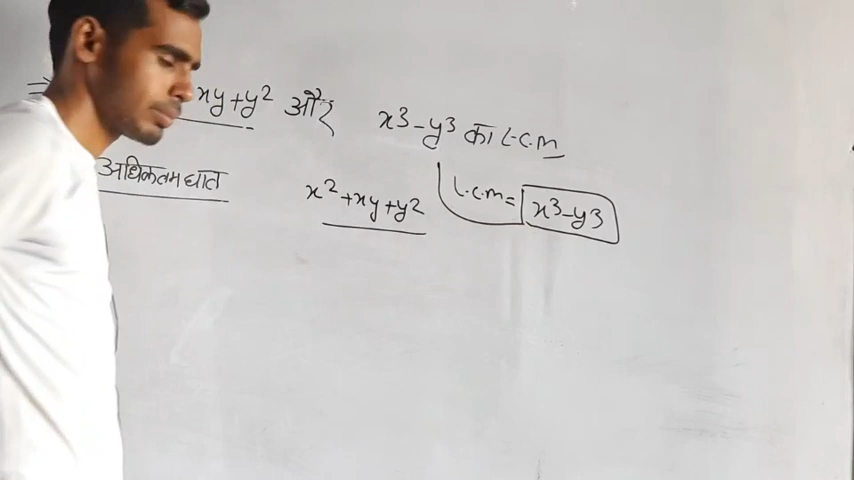 ⇒ xy+y² और x³-y³ का L.C.M
अधिकतम घात
x²+xy+y²
L.C.M= x³-y³